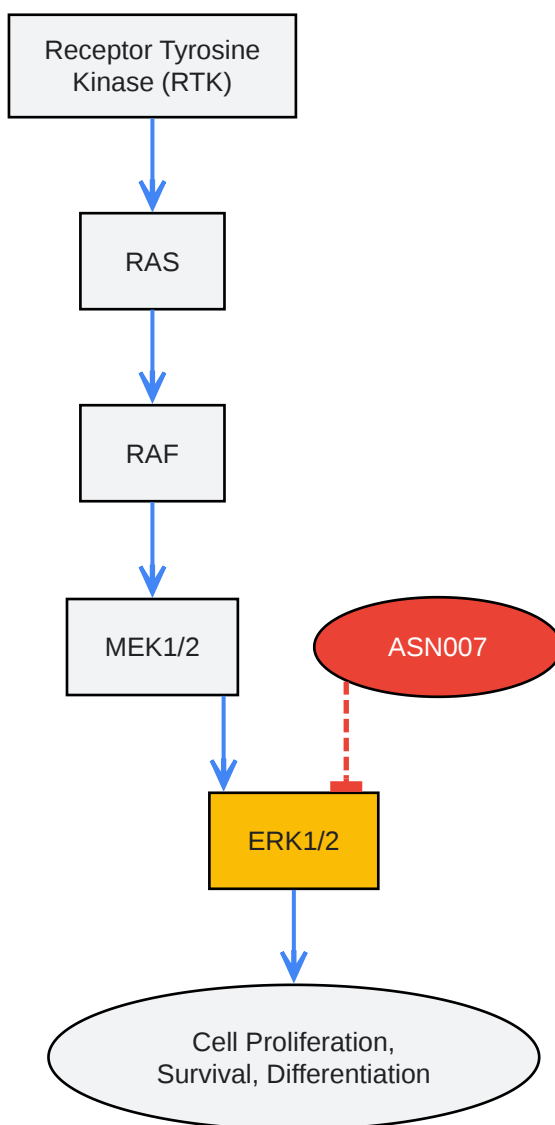 Receptor Tyrosine
Kinase (RTK)
RAS
RAF
MEK1/2
ASN007
ERK1/2
Cell Proliferation,
Survival, Differentiation